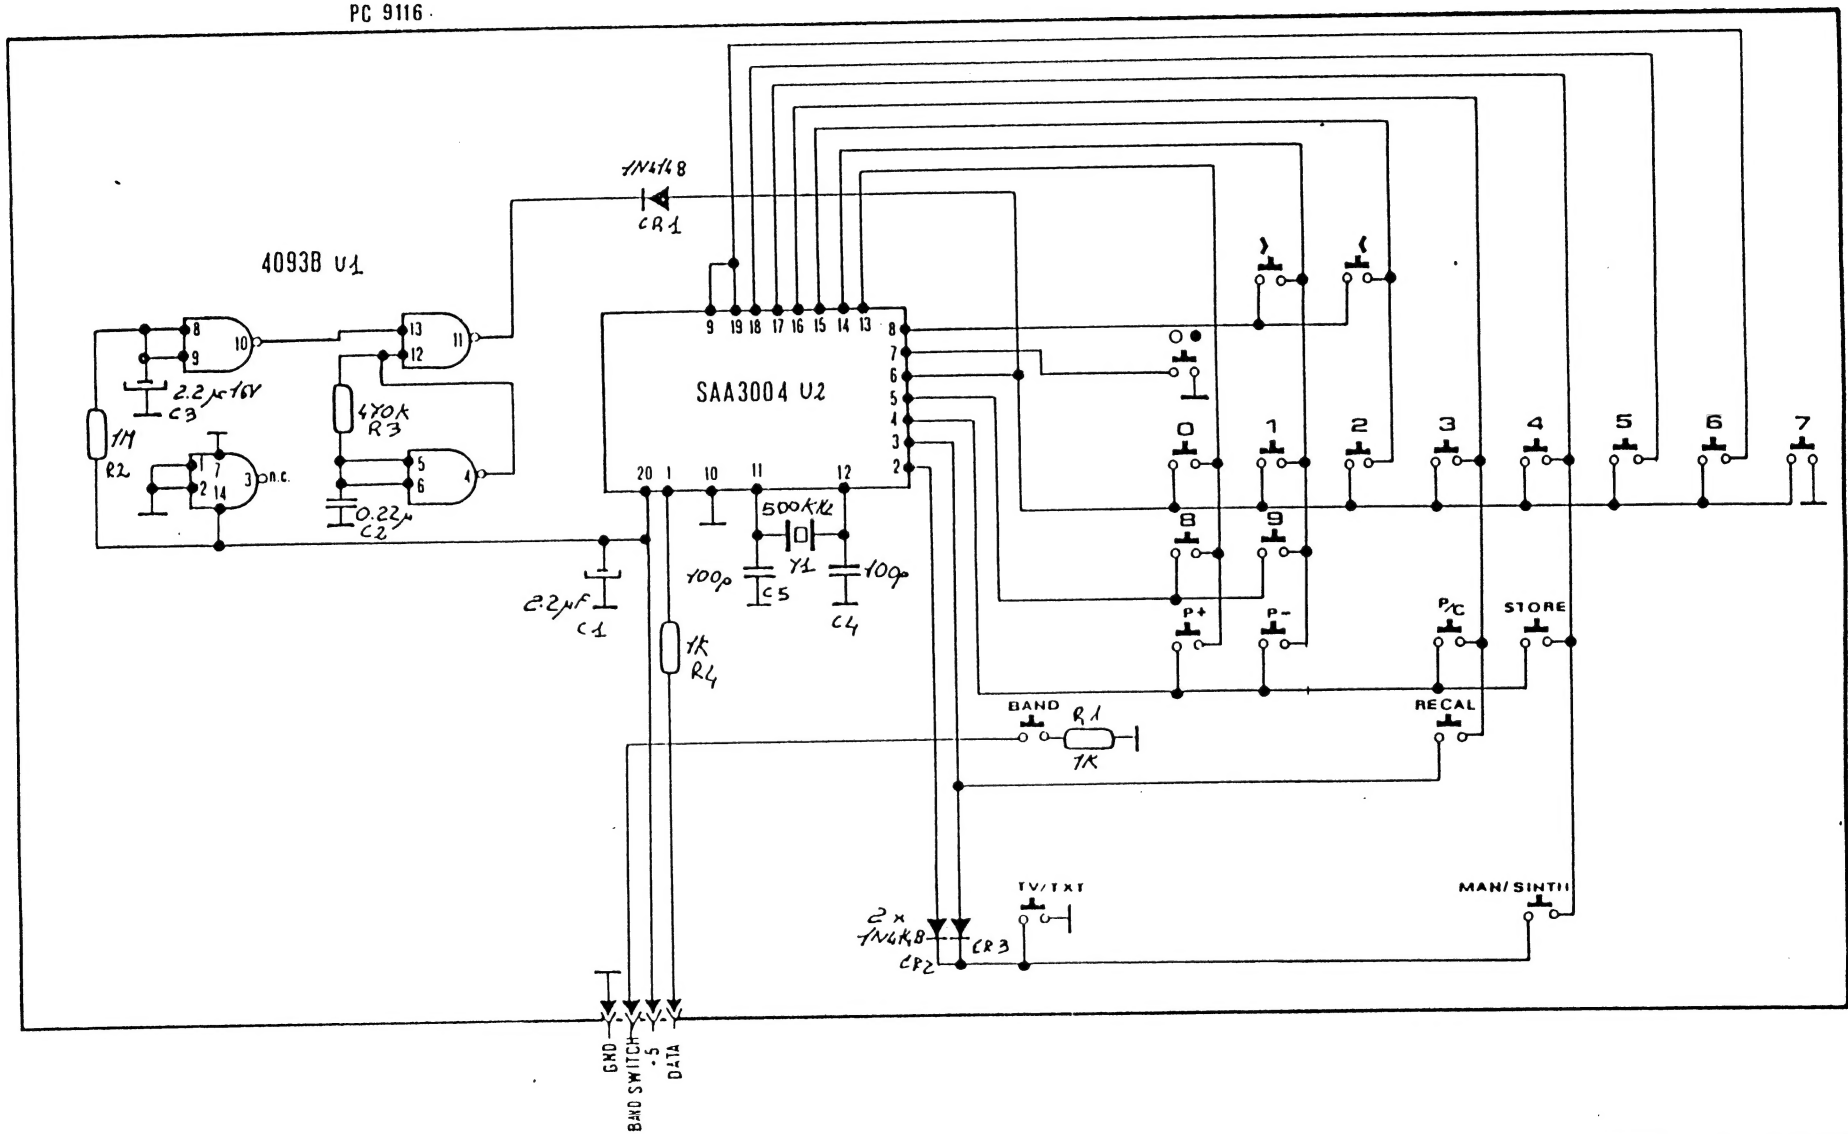 PC 9116
1N4148
CR1
4093B U1
8
9
10
13
12
11
2.2µ 16V
C3
470K
R3
1M
R2
1
7
2
14
3
n.c.
5
6
4
0.22µ
C2
9 19 18 17 16 15 14 13
8
7
6
5
4
3
2
SAA3004 U2
20 1 10 11 12
500KHz
Y1
100p
C5
100p
C4
2.2µF
C1
1K
R4
> <
0 1 2 3 4 5 6 7
8 9
P+ P- P/C STORE
BAND R1
1K
RECAL
TV/TXT
MAN/SINTH
2x
1N4148
CR2
CR3
GND
BAND SWITCH
DATA